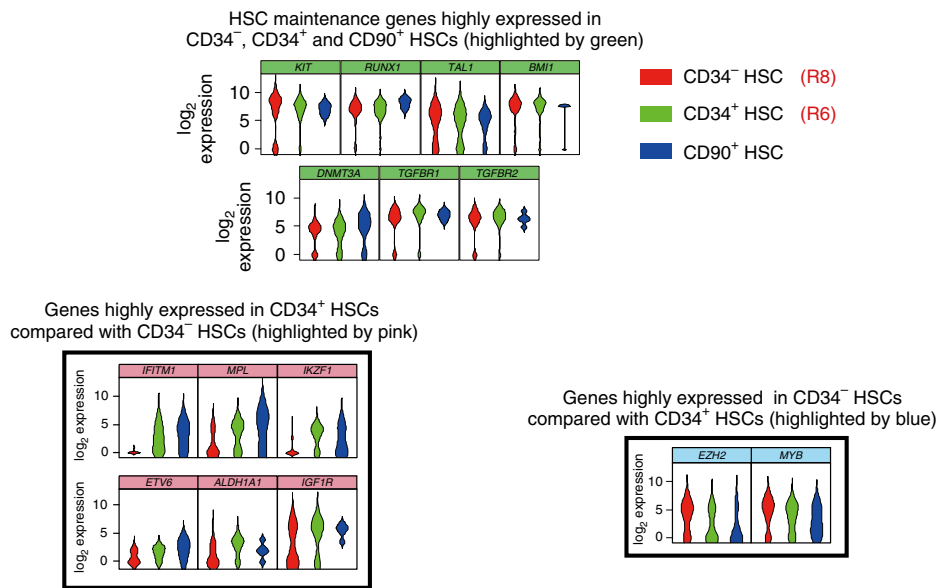 HSC maintenance genes highly expressed in
CD34⁻, CD34⁺ and CD90⁺ HSCs (highlighted by green)
KIT RUNX1 TAL1 BMI1
log₂
expression
10
5
0
CD34⁻ HSC (R8)
CD34⁺ HSC (R6)
CD90⁺ HSC
DNMT3A TGFBR1 TGFBR2
log₂
expression
10
5
0
Genes highly expressed in CD34⁺ HSCs
compared with CD34⁻ HSCs (highlighted by pink)
IFITM1 MPL IKZF1
log₂ expression
10
5
0
ETV6 ALDH1A1 IGF1R
log₂ expression
10
5
0
Genes highly expressed in CD34⁻ HSCs
compared with CD34⁺ HSCs (highlighted by blue)
EZH2 MYB
log₂ expression
10
5
0